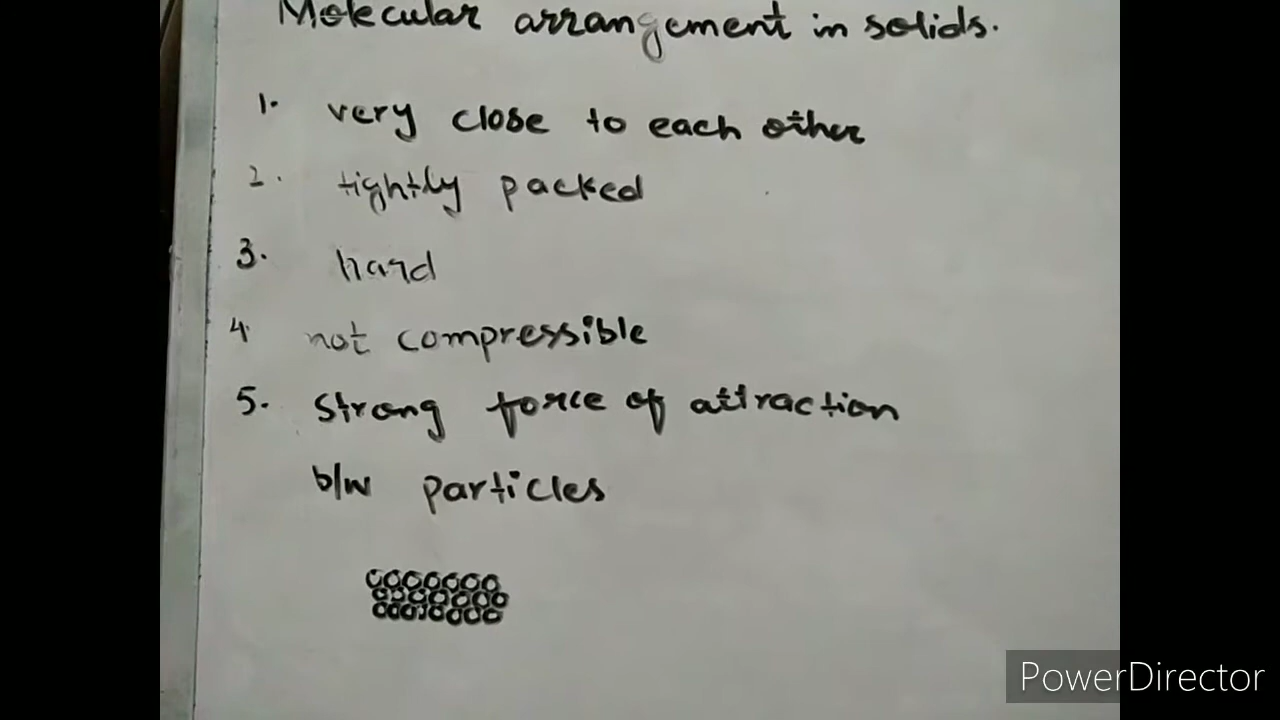 Molecular arrangement in solids.
1. very close to each other
2. tightly packed
3. hard
4. not compressible
5. strong force of attraction
b/w particles
PowerDirector